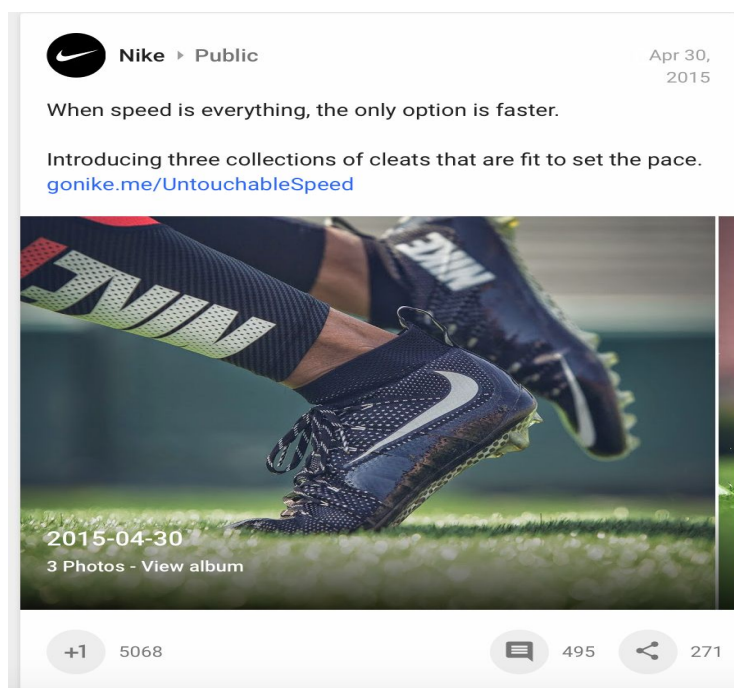 Nike Public
Apr 30,
2015
When speed is everything, the only option is faster.
Introducing three collections of cleats that are fit to set the pace.
gonike.me/UntouchableSpeed
NIKE
NIKE
2015-04-30
3 Photos - View album
+1 5068 495 271